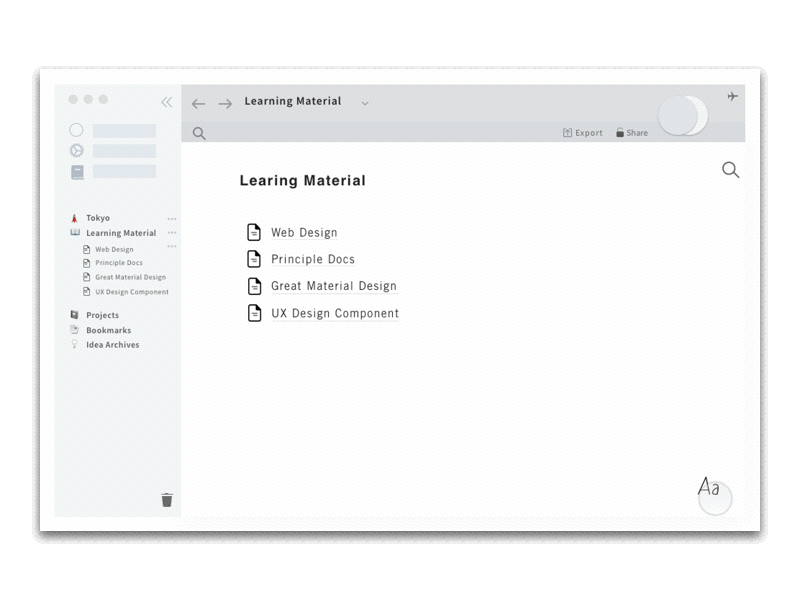 Learning Material
Export Share
Tokyo
Learning Material
Web Design
Principle Docs
Great Material Design
UX Design Component
Projects
Bookmarks
Idea Archives
Learing Material
Web Design
Principle Docs
Great Material Design
UX Design Component
Aa